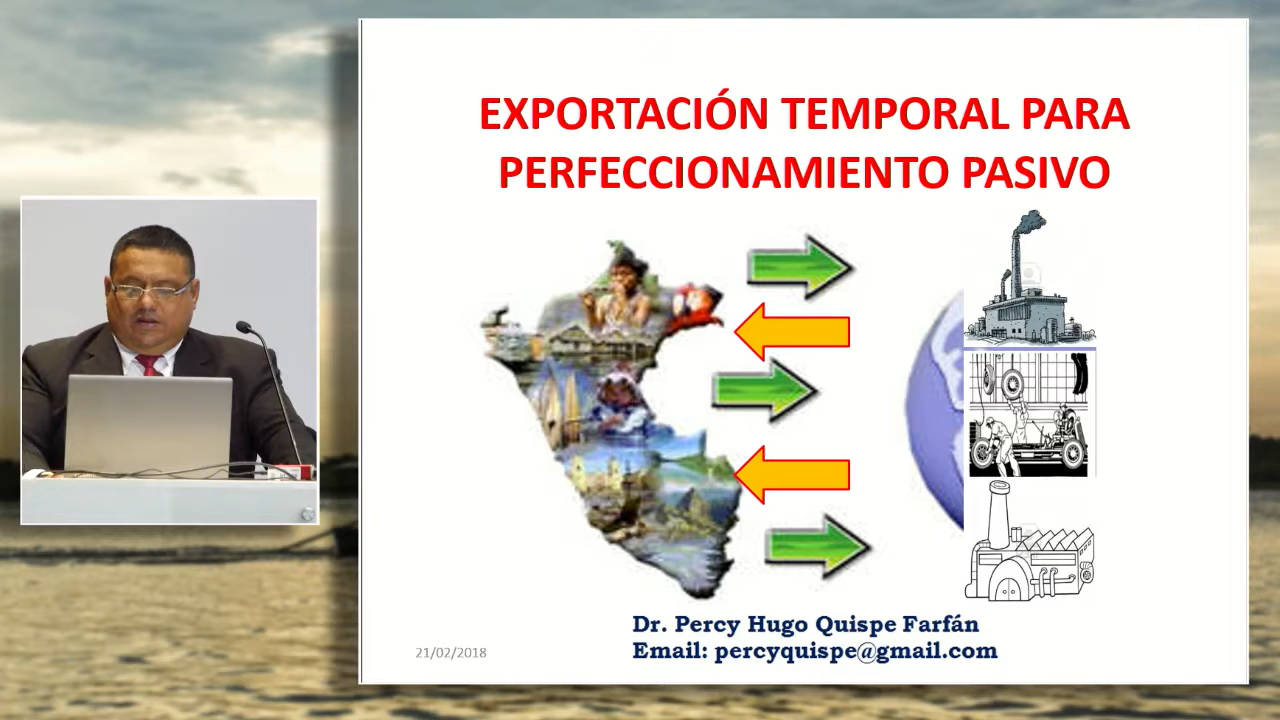 EXPORTACIÓN TEMPORAL PARA
PERFECCIONAMIENTO PASIVO
Dr. Percy Hugo Quispe Farfán
Email: percyquispe@gmail.com
21/02/2018